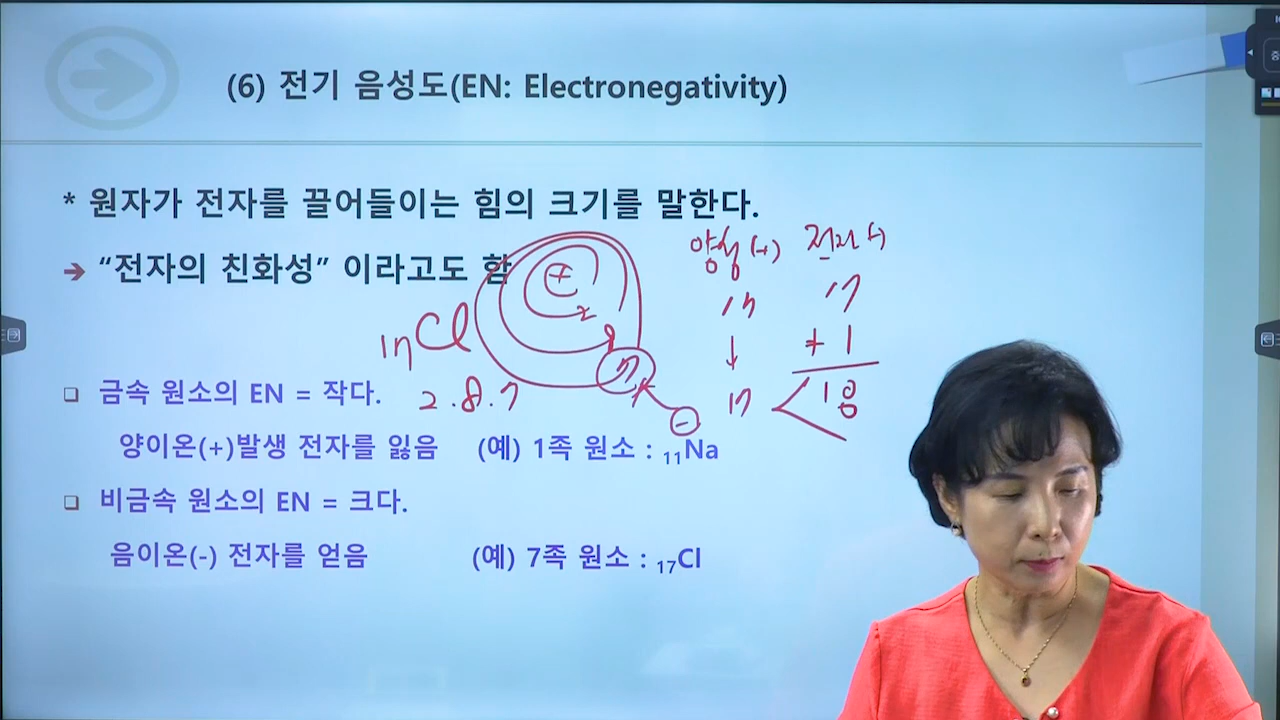 (6) 전기 음성도(EN: Electronegativity)
* 원자가 전자를 끌어들이는 힘의 크기를 말한다.
➔ “전자의 친화성” 이라고도 함
양성(+) 전자(-)
17 17
↓ + 1
17 18
17Cl
+
2
8
7
-
2.8.7
❑ 금속 원소의 EN = 작다.
양이온(+)발생 전자를 잃음 (예) 1족 원소 : ₁₁Na
❑ 비금속 원소의 EN = 크다.
음이온(-) 전자를 얻음 (예) 7족 원소 : ₁₇Cl
중